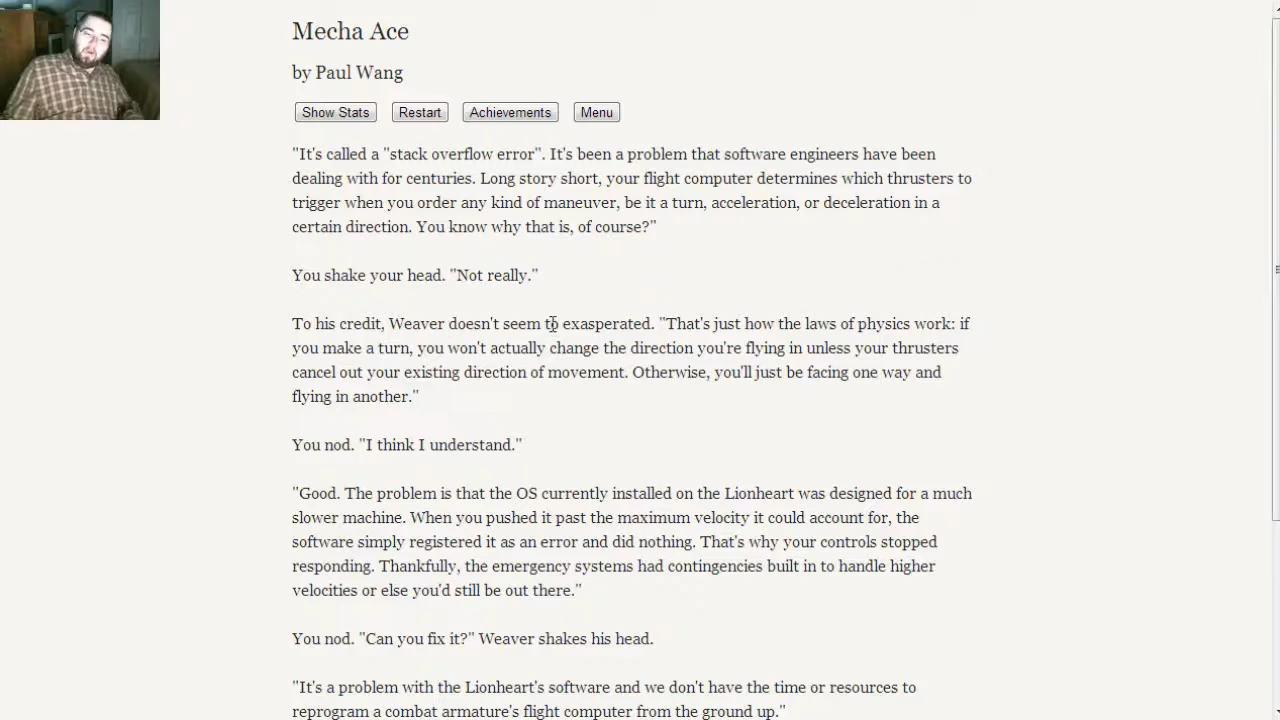 Mecha Ace
by Paul Wang
Show Stats Restart Achievements Menu
"It's called a "stack overflow error". It's been a problem that software engineers have been
dealing with for centuries. Long story short, your flight computer determines which thrusters to
trigger when you order any kind of maneuver, be it a turn, acceleration, or deceleration in a
certain direction. You know why that is, of course?"
You shake your head. "Not really."
To his credit, Weaver doesn't seem to exasperated. "That's just how the laws of physics work: if
you make a turn, you won't actually change the direction you're flying in unless your thrusters
cancel out your existing direction of movement. Otherwise, you'll just be facing one way and
flying in another."
You nod. "I think I understand."
"Good. The problem is that the OS currently installed on the Lionheart was designed for a much
slower machine. When you pushed it past the maximum velocity it could account for, the
software simply registered it as an error and did nothing. That's why your controls stopped
responding. Thankfully, the emergency systems had contingencies built in to handle higher
velocities or else you'd still be out there."
You nod. "Can you fix it?" Weaver shakes his head.
"It's a problem with the Lionheart's software and we don't have the time or resources to
reprogram a combat armature's flight computer from the ground up."